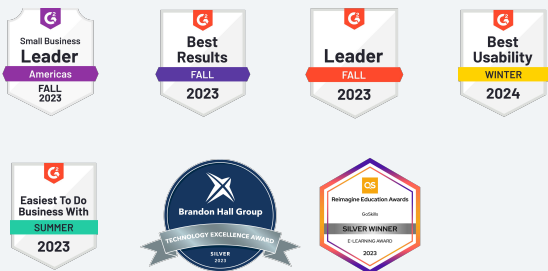 G2
Small Business
Leader
Americas
FALL
2023
G2
Best
Results
FALL
2023
G2
Leader
FALL
2023
G2
Best
Usability
WINTER
2024
G2
Easiest To Do
Business With
SUMMER
2023
Brandon Hall Group
TECHNOLOGY EXCELLENCE AWARD
SILVER
2023
QS
Reimagine Education Awards
GoSkills
SILVER WINNER
E-LEARNING AWARD
2023